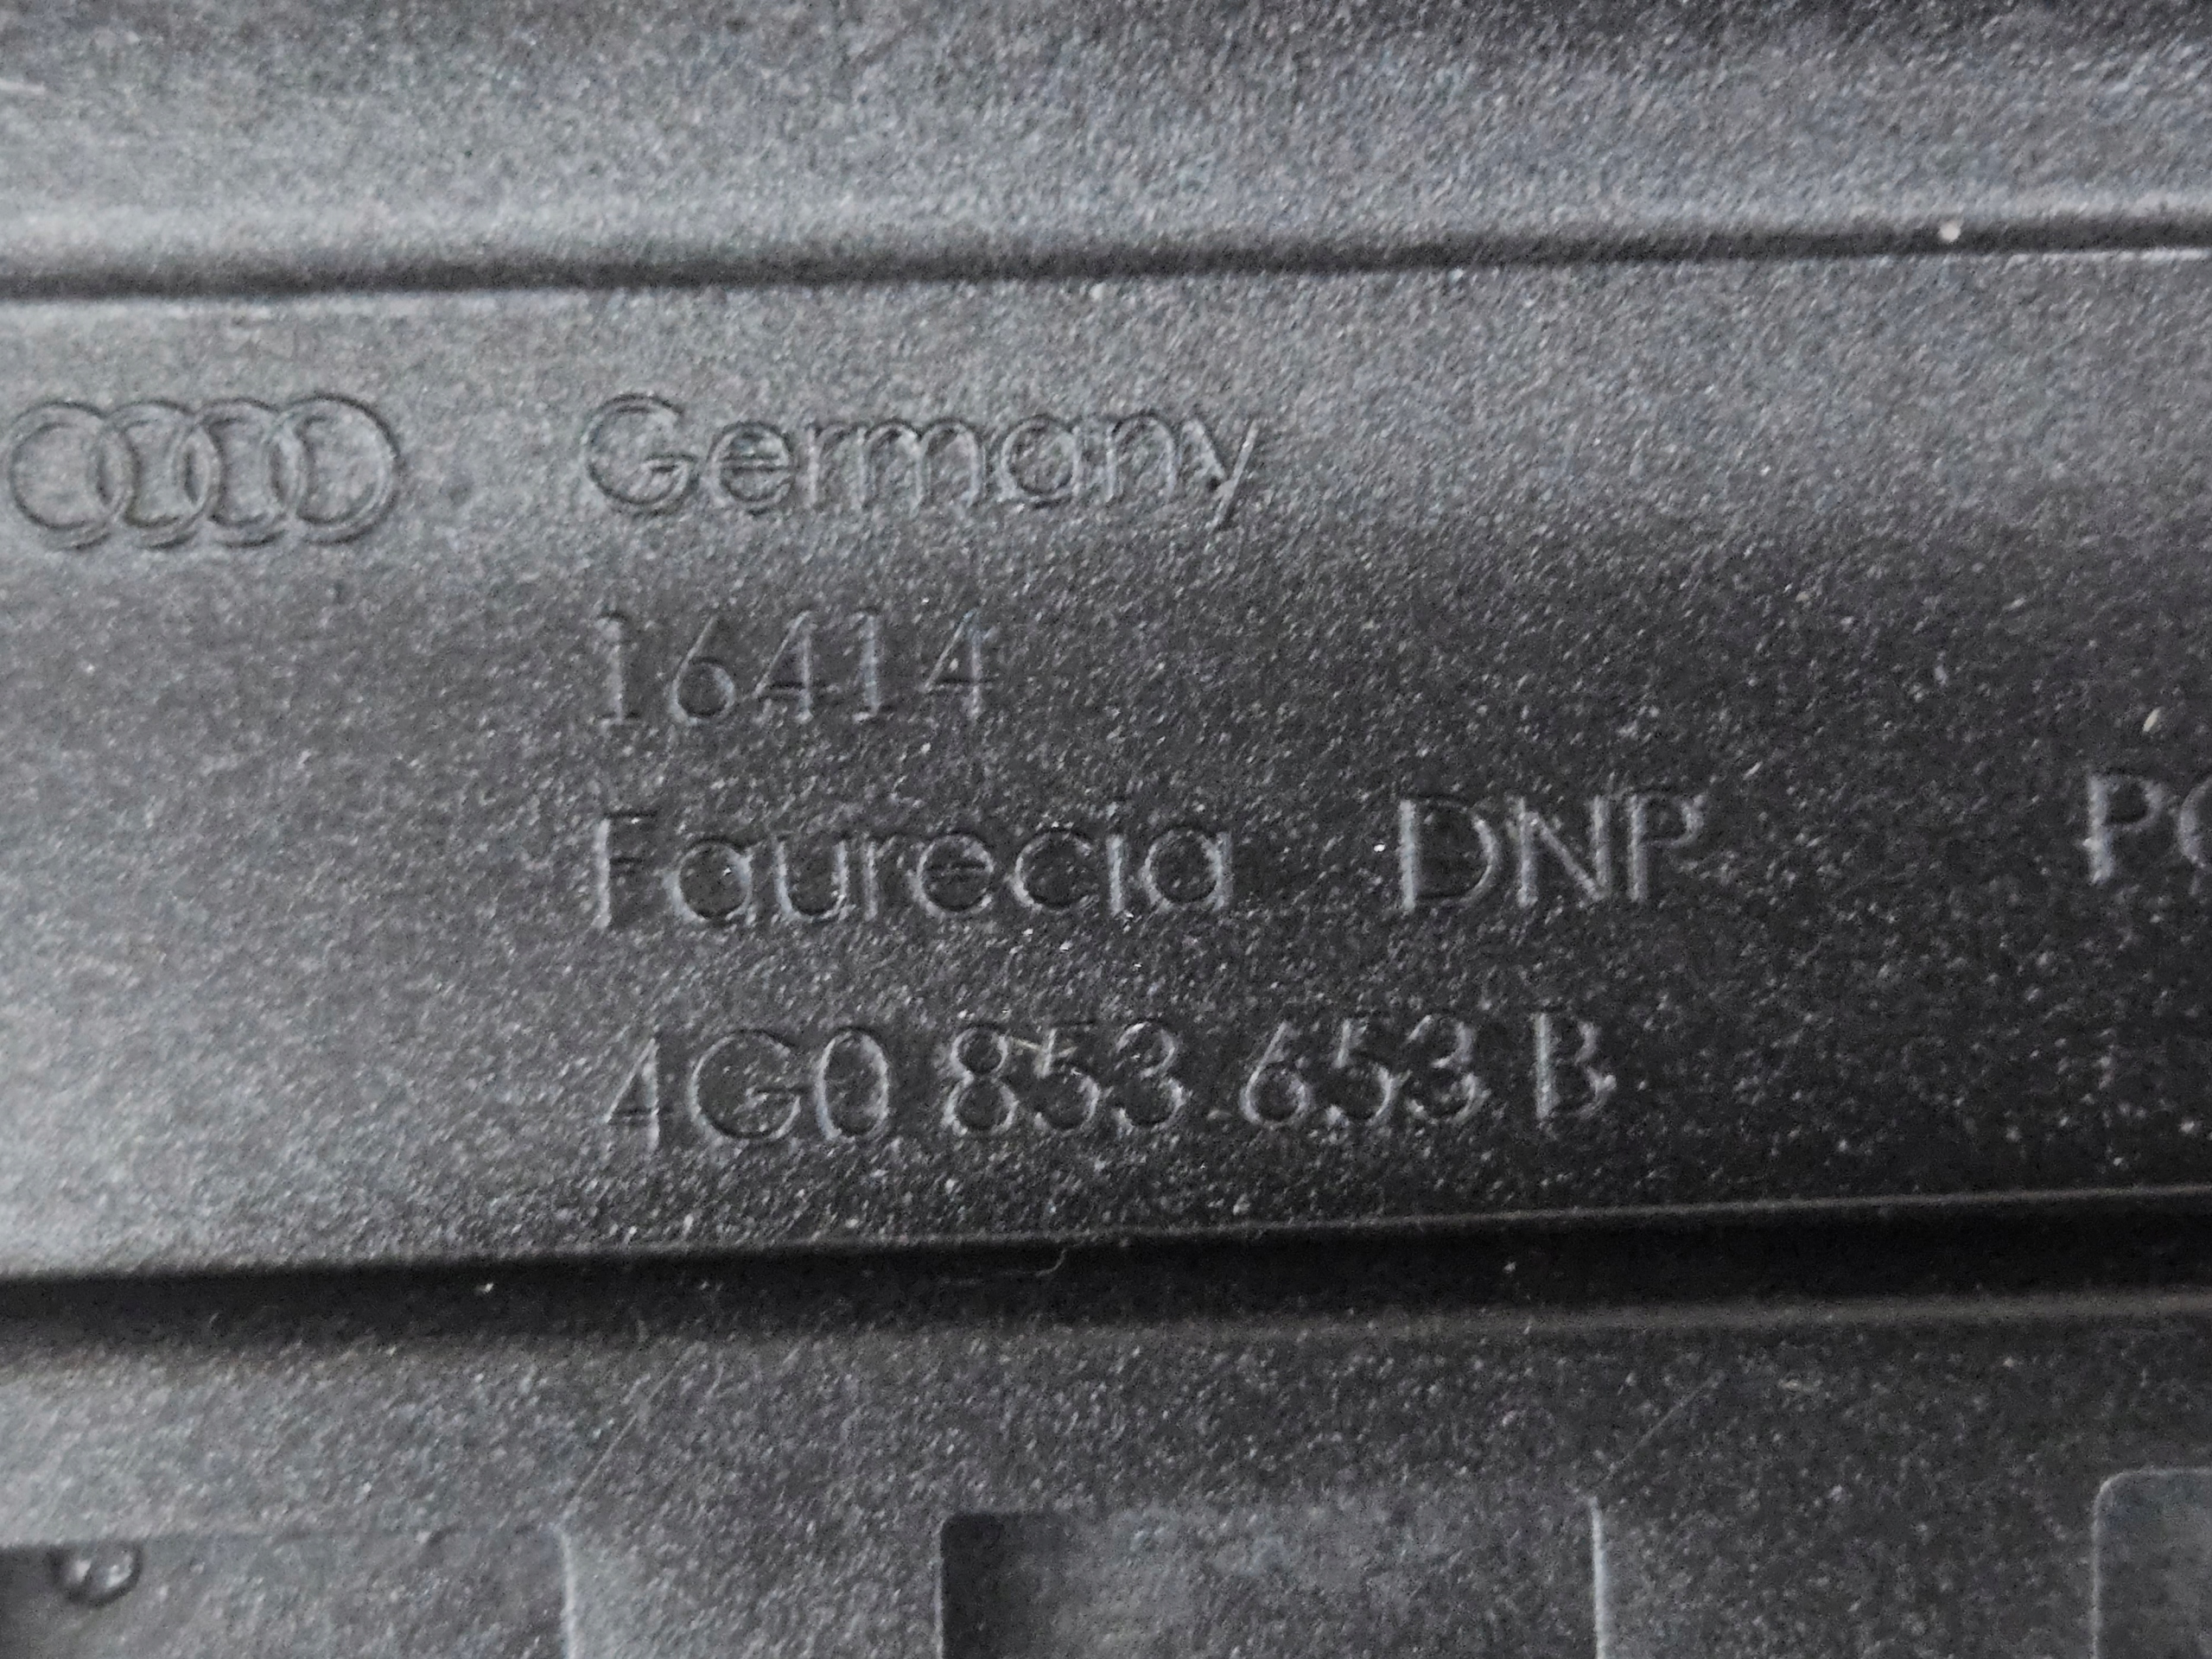 Germany
16414
Faurecia DNP
4G0 853 653 B